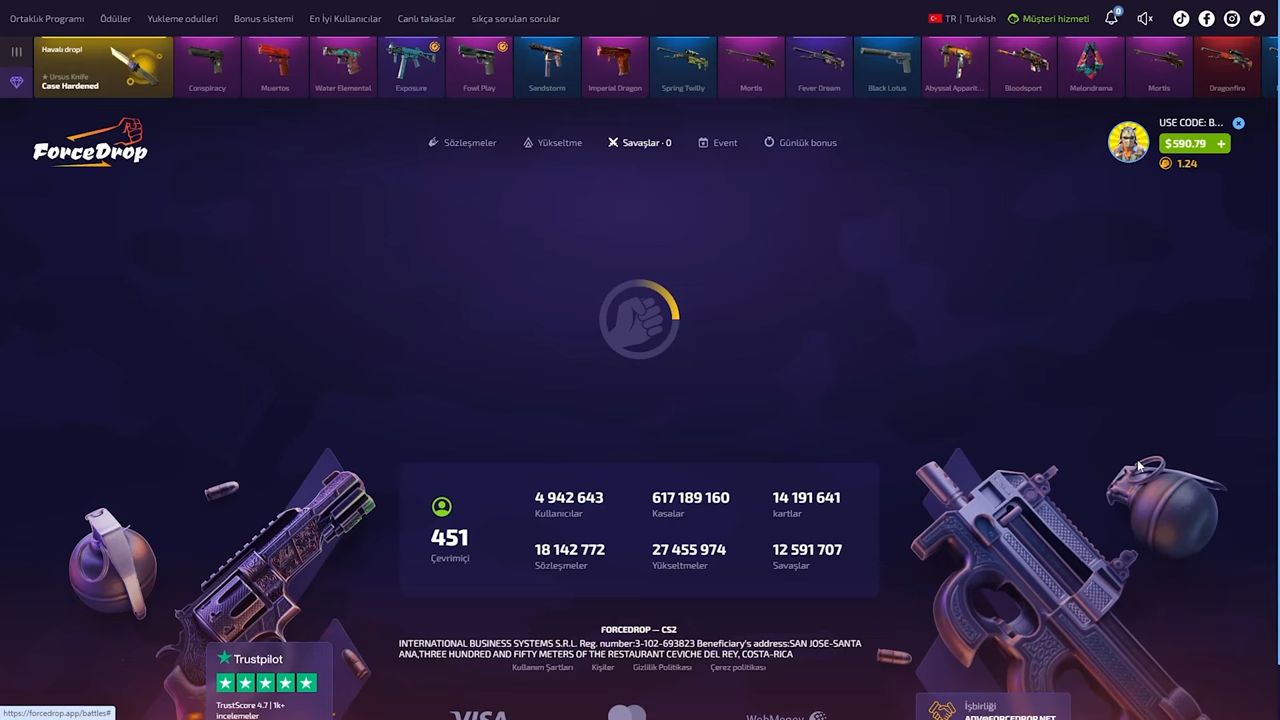 Ortaklık Programı Ödüller Yukleme odulleri Bonus sistemi En İyi Kullanıcılar Canlı takaslar sıkça sorulan sorular TR | Turkish Müşteri hizmeti 0
Havalı drop!
★ Ursus Knife
Case Hardened Conspiracy Muertos Water Elemental Exposure Fowl Play Sandstorm Imperial Dragon Spring Twilly Mortis Fever Dream Black Lotus Abyssal Apparit... Bloodsport Melondrama Mortis Dragonfire
ForceDrop
Sözleşmeler Yükseltme Savaşlar · 0 Event Günlük bonus
USE CODE: B...
$ 590.79 +
1.24
451
Çevrimiçi
4 942 643 617 189 160 14 191 641
Kullanıcılar Kasalar kartlar
18 142 772 27 455 974 12 591 707
Sözleşmeler Yükseltmeler Savaşlar
FORCEDROP — CS2
INTERNATIONAL BUSINESS SYSTEMS S.R.L. Reg. number:3-102-693823 Beneficiary's address:SAN JOSE-SANTA
ANA,THREE HUNDRED AND FIFTY METERS OF THE RESTAURANT CEVICHE DEL REY, COSTA-RICA
Kullanım Şartları Kişiler Gizlilik Politikası Çerez politikası
Trustpilot
TrustScore 4.7 | 1k+
incelemeler
İşbirliği
ADV@FORCEDROP.NET
VISA WebMoney
https://forcedrop.app/battles#